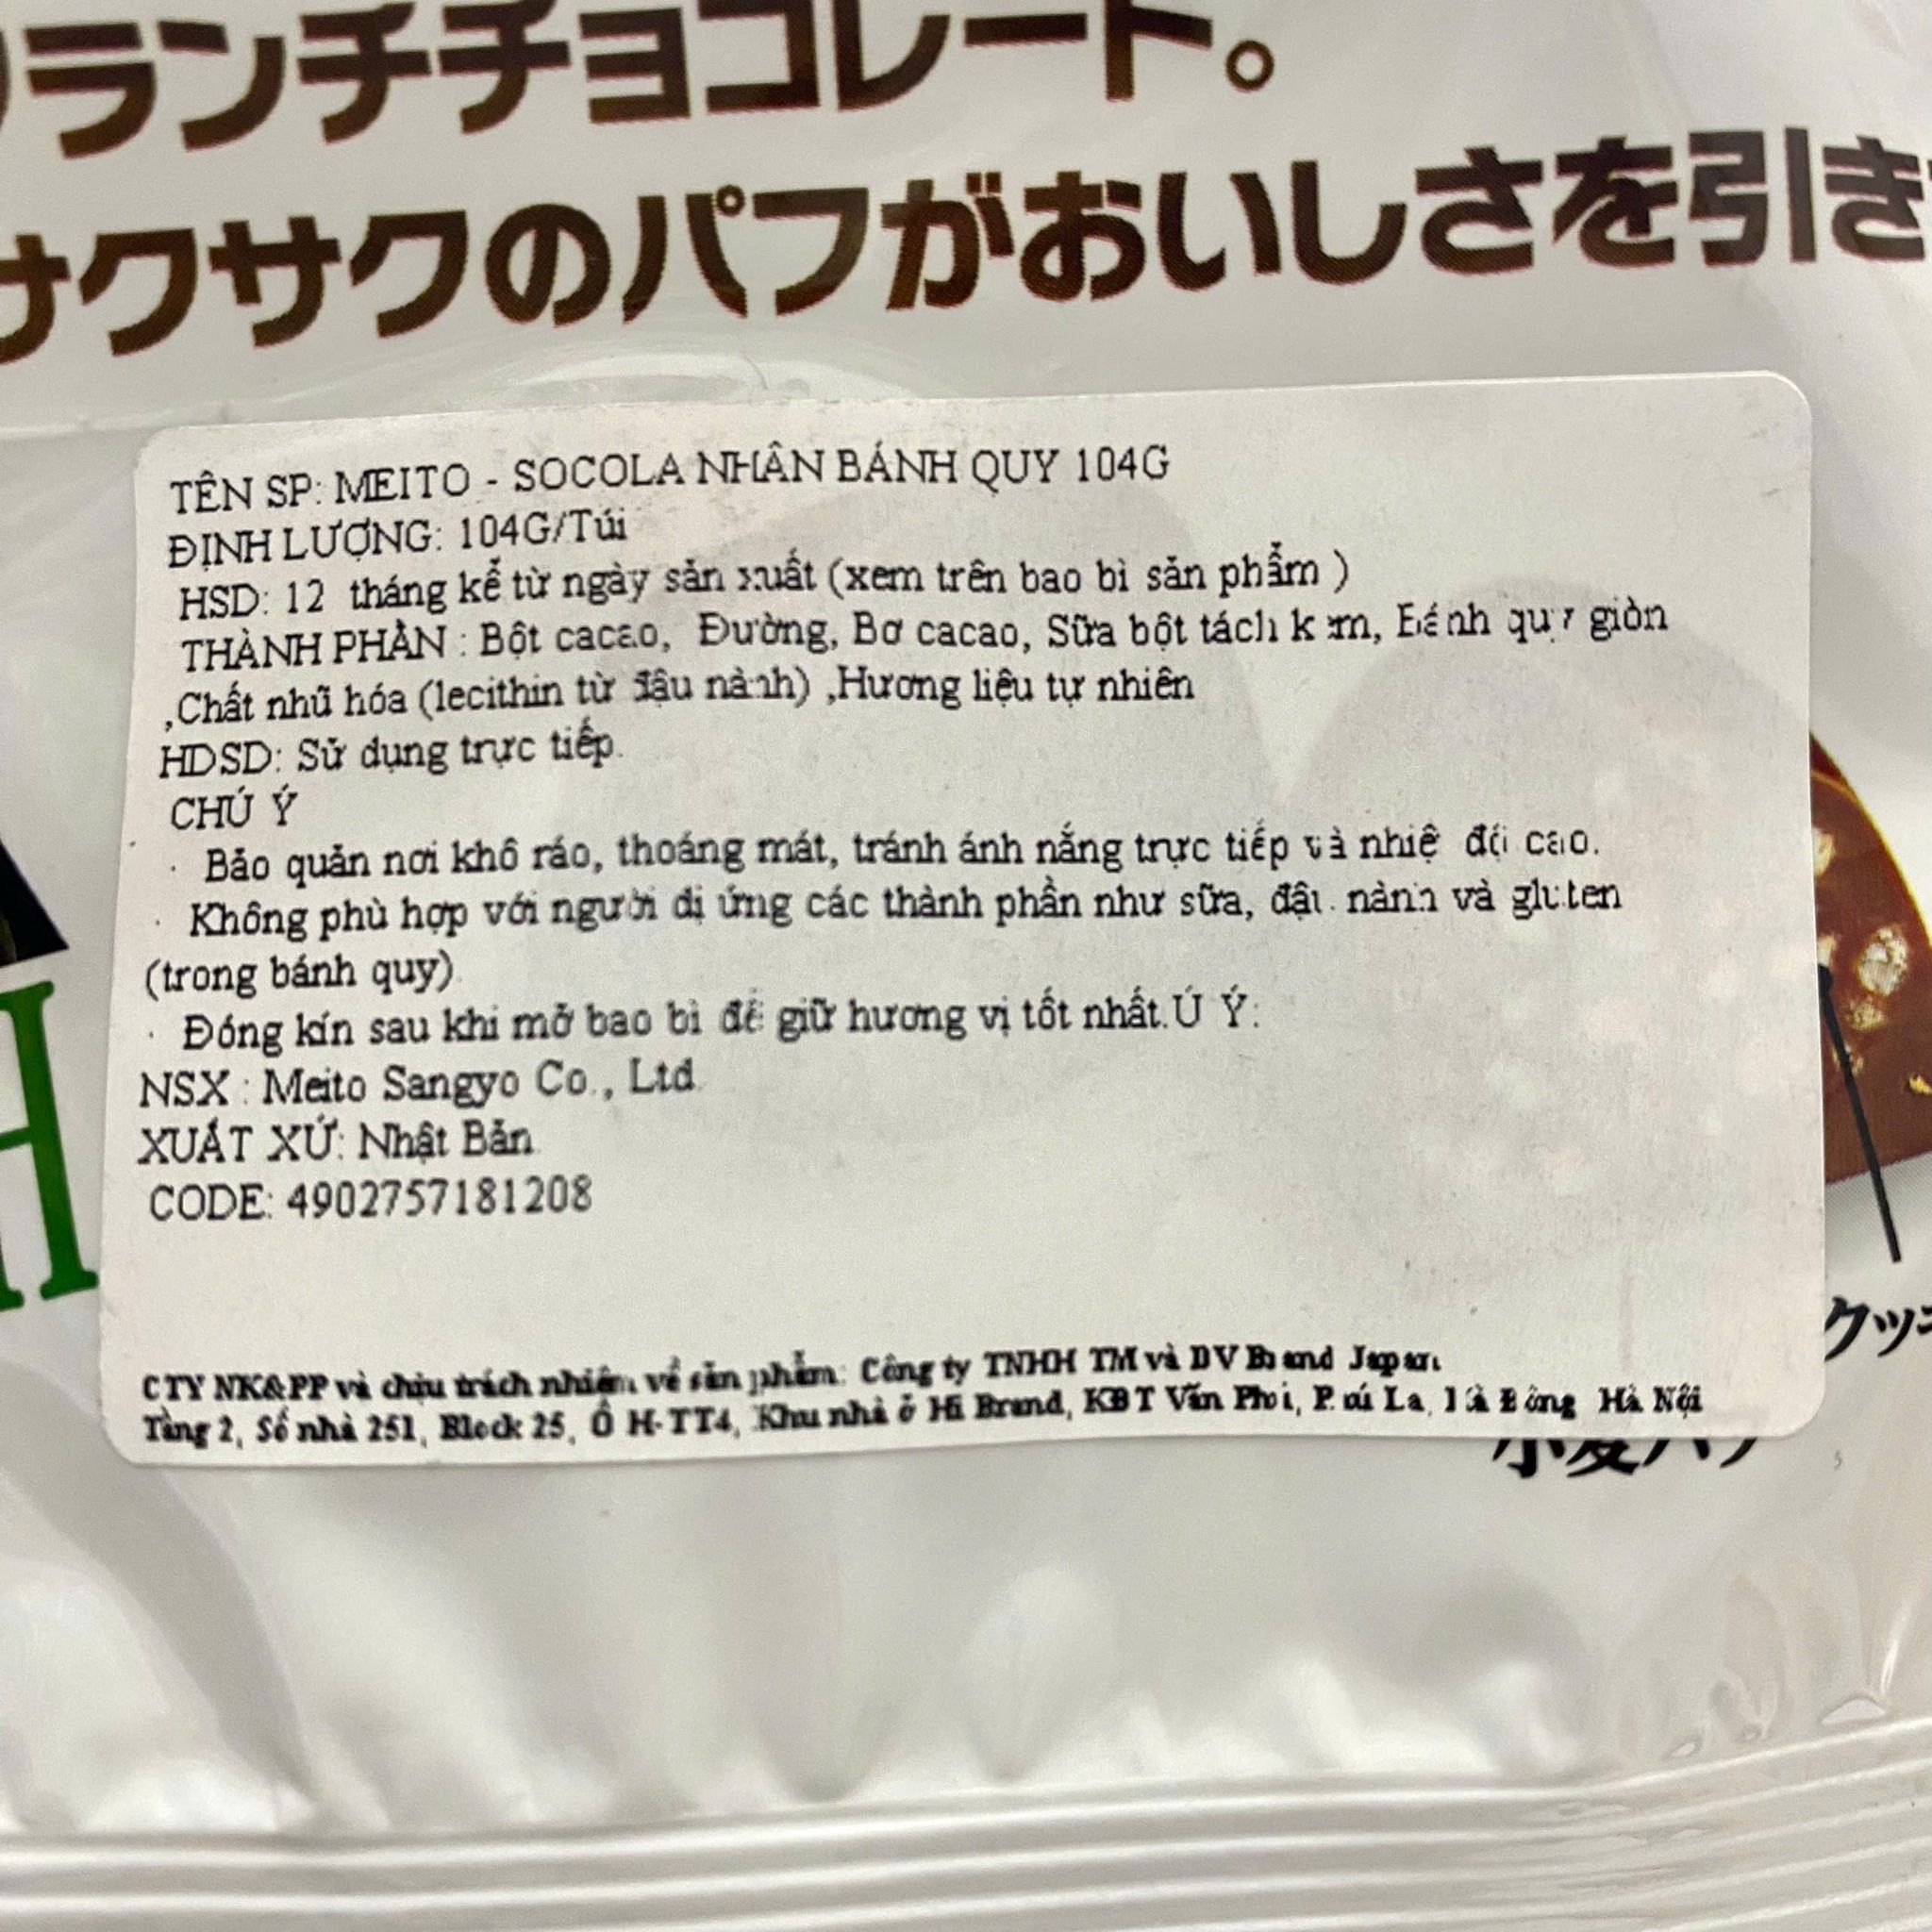 ランチチョコレート。
サクサクのパフがおいしさを引き
TÊN SP: MEITO - SOCOLA NHÂN BÁNH QUY 104G
ĐỊNH LƯỢNG: 104G/Túi
HSD: 12 tháng kể từ ngày sản xuất (xem trên bao bì sản phẩm )
THÀNH PHẦN : Bột cacao, Đường, Bơ cacao, Sữa bột tách kem, Bánh quy giòn
,Chất nhũ hóa (lecithin từ đậu nành) ,Hương liệu tự nhiên
HDSD: Sử dụng trực tiếp.
CHÚ Ý
· Bảo quản nơi khô ráo, thoáng mát, tránh ánh nắng trực tiếp và nhiệ độ cao.
· Không phù hợp với người dị ứng các thành phần như sữa, đậu nành và gluten
(trong bánh quy).
· Đóng kín sau khi mở bao bì để giữ hương vị tốt nhất.Ú Ý:
NSX : Meito Sangyo Co., Ltd.
XUẤT XỨ: Nhật Bản
CODE: 4902757181208
H
クッキ
CTY NK&PP và chịu trách nhiệm về sản phẩm: Công ty TNHH TM và DV Brand Japan
Tầng 2, Số nhà 251, Block 25, Ô H-TT4, Khu nhà ở Hi Brand, KĐT Văn Phú, P. Phú La, Hà Đông, Hà Nội
小麦パフ